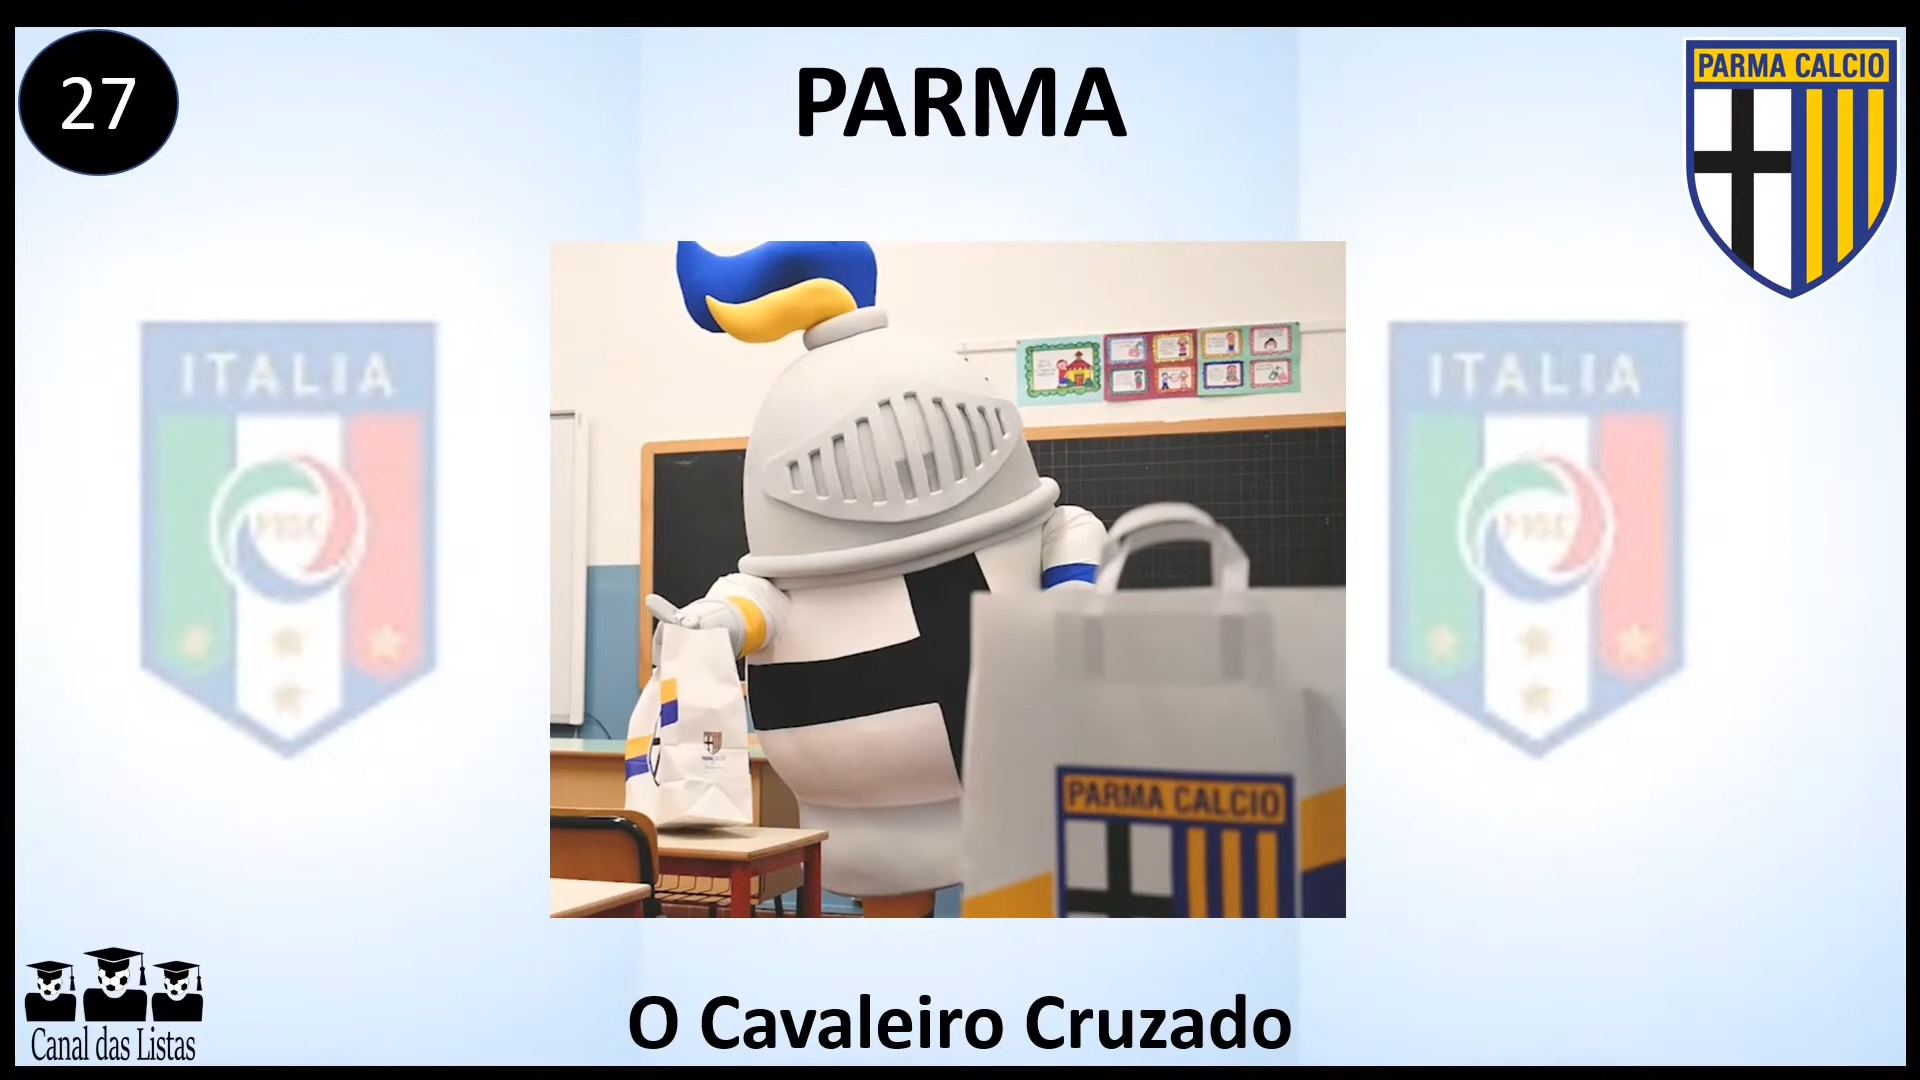 27
PARMA
PARMA CALCIO
ITALIA
ITALIA
PARMA CALCIO
Canal das Listas
O Cavaleiro Cruzado